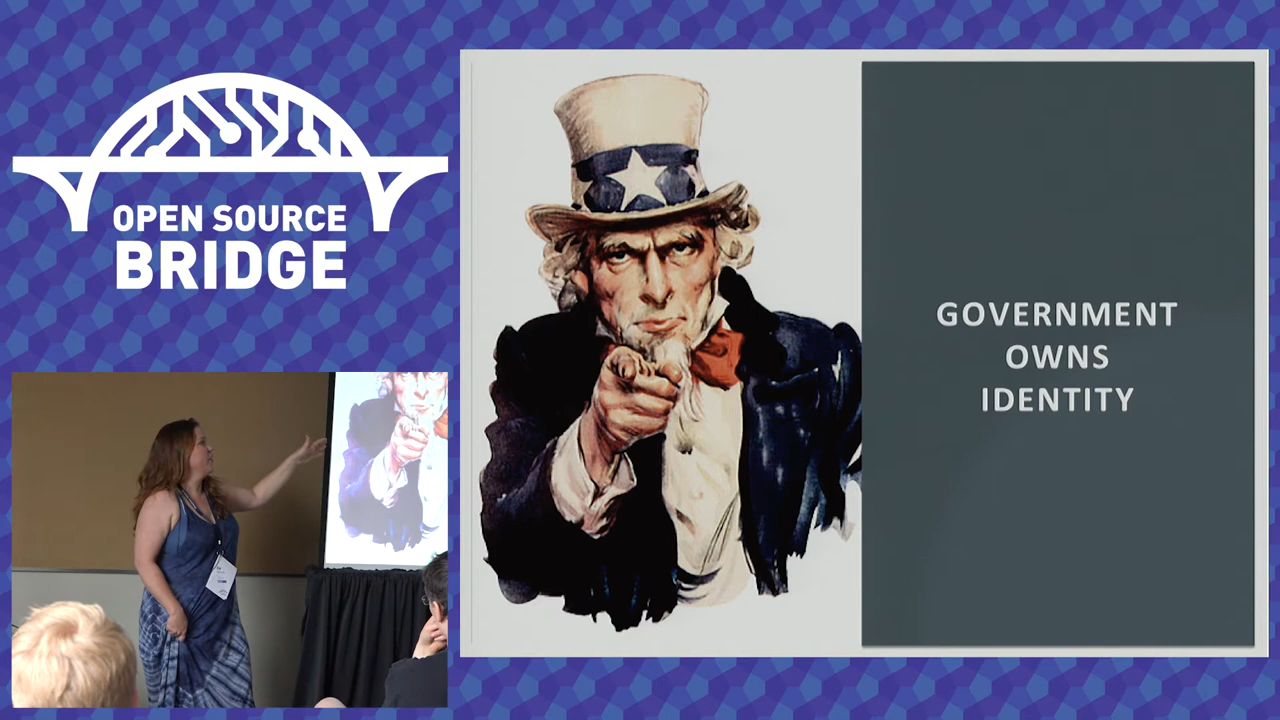 OPEN SOURCE
BRIDGE
GOVERNMENT
OWNS
IDENTITY